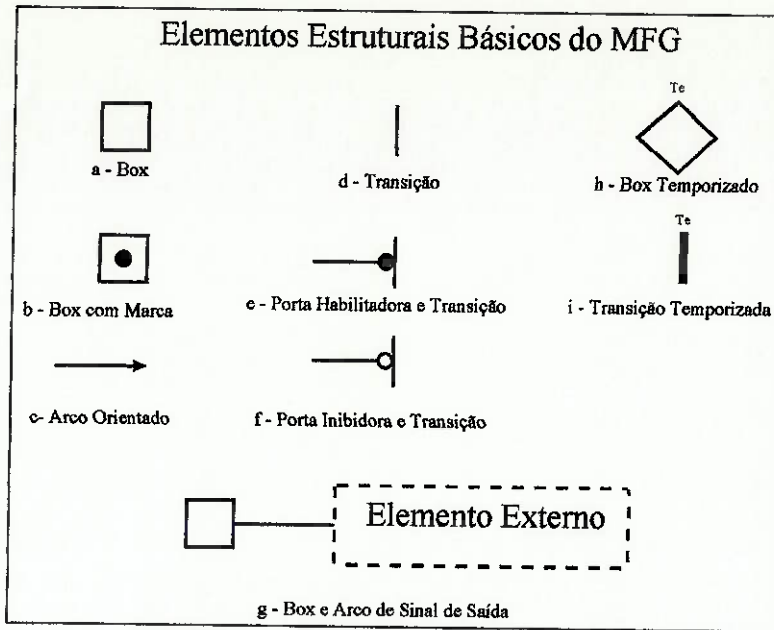 Elementos Estruturais Básicos do MFG
a - Box
d - Transição
Te
h - Box Temporizado
b - Box com Marca
e - Porta Habilitadora e Transição
Te
i - Transição Temporizada
c- Arco Orientado
f - Porta Inibidora e Transição
Elemento Externo
g - Box e Arco de Sinal de Saída